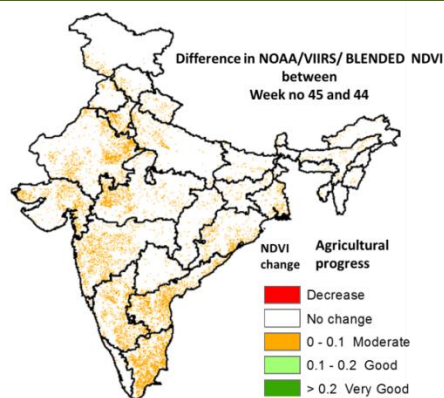 Difference in NOAA/VIIRS/ BLENDED NDVI
between
Week no 45 and 44
NDVI change
Agricultural progress
Decrease
No change
0 - 0.1 Moderate
0.1 - 0.2 Good
> 0.2 Very Good